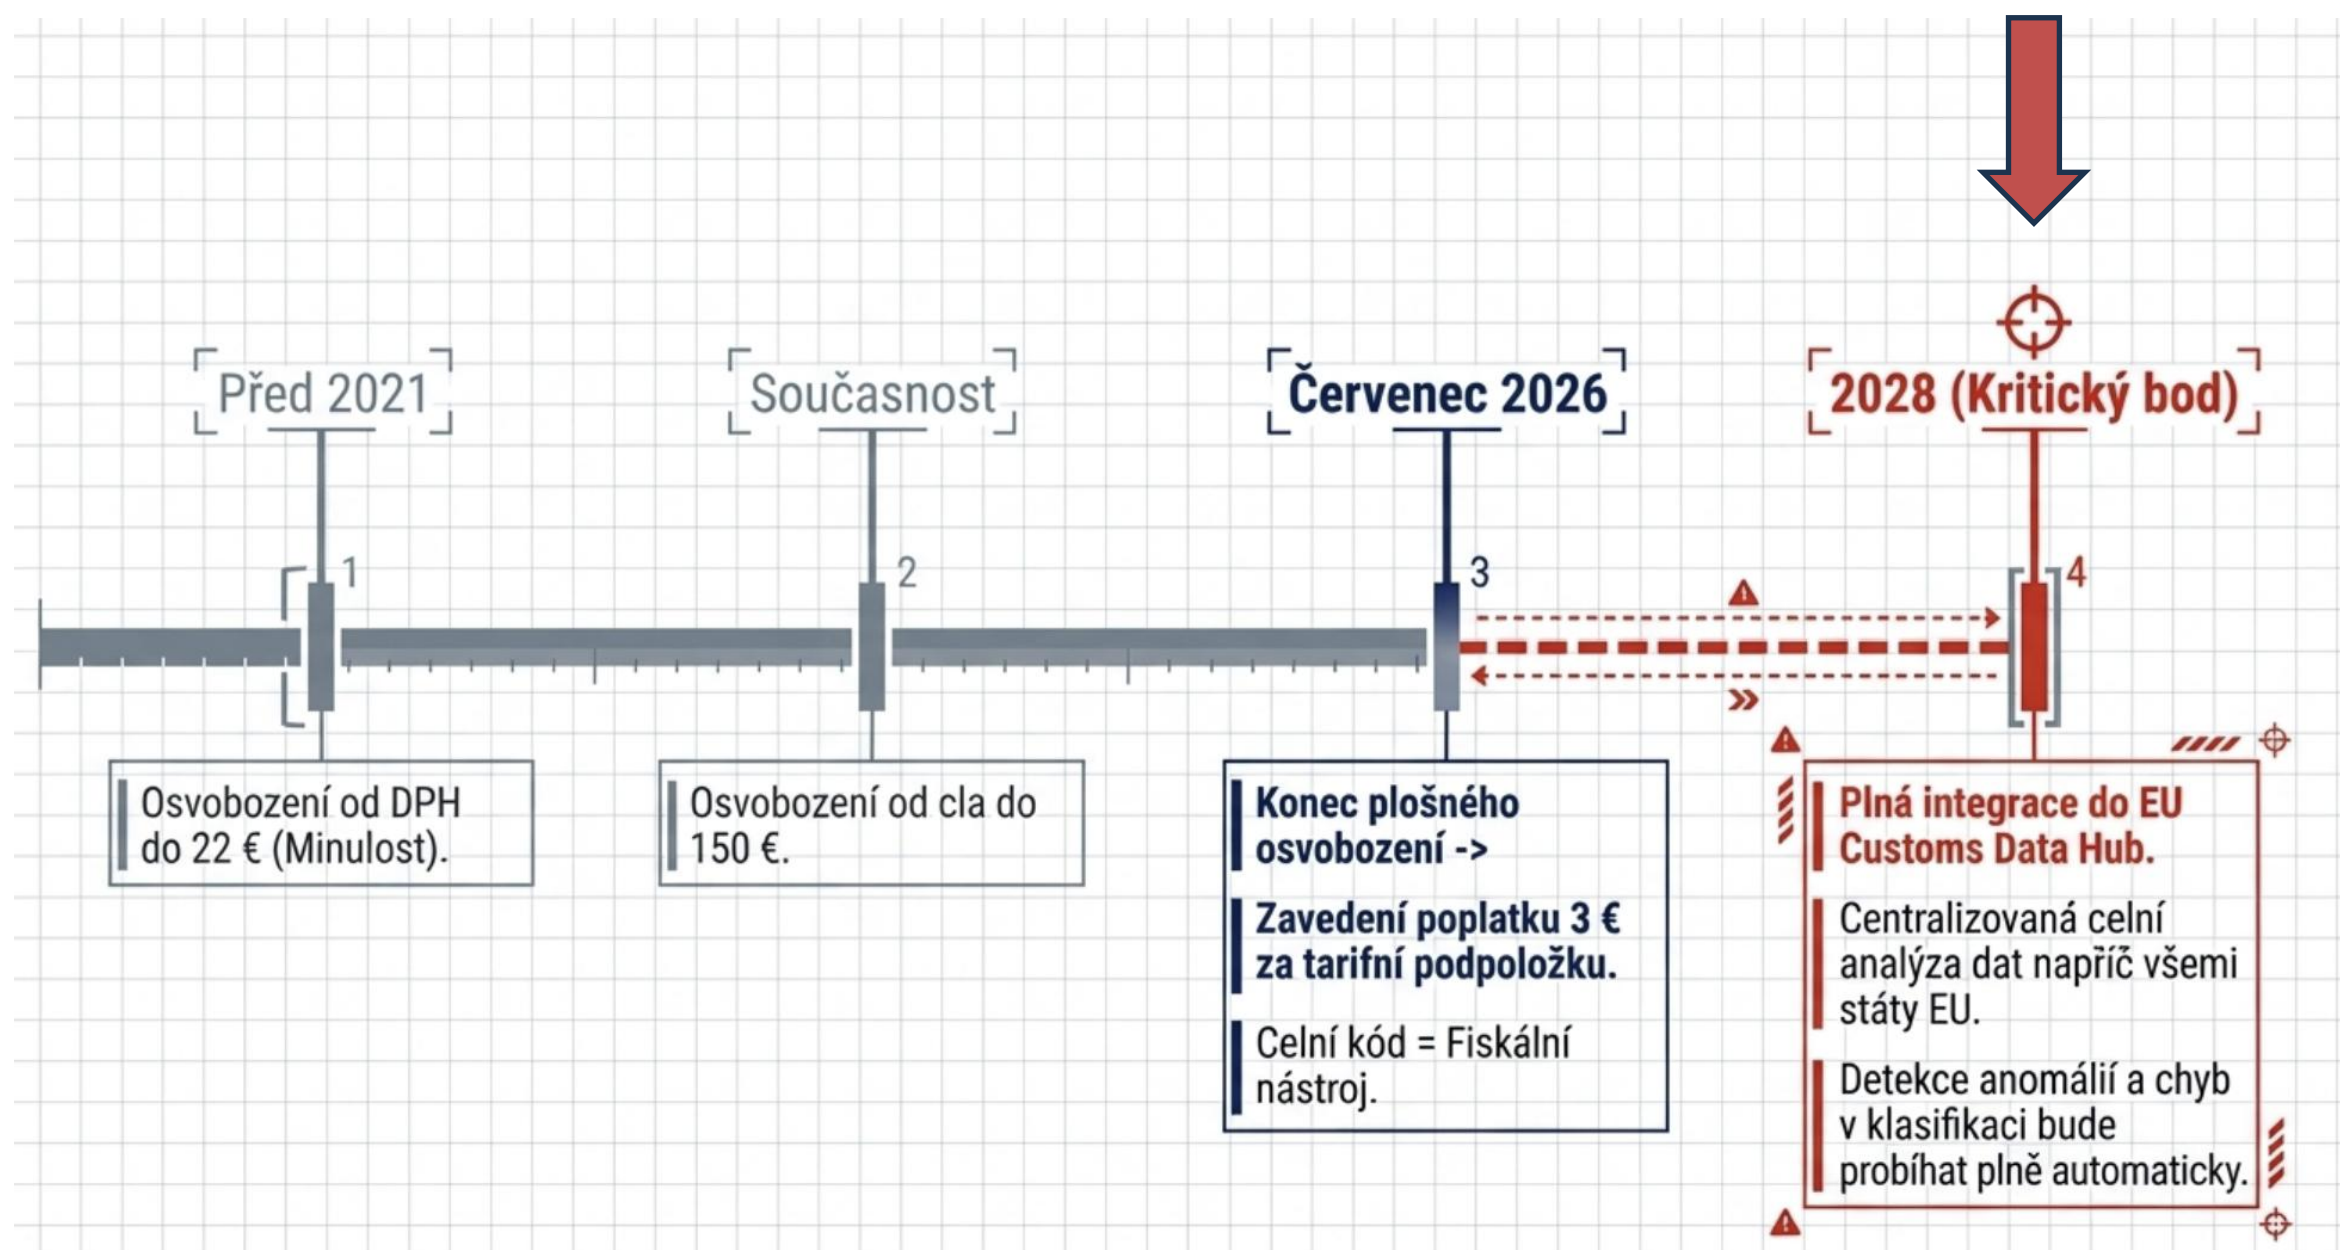 Před 2021
1
Osvobození od DPH
do 22 € (Minulost).
Současnost
2
Osvobození od cla do
150 €.
Červenec 2026
3
Konec plošného
osvobození ->
Zavedení poplatku 3 €
za tarifní podpoložku.
Celní kód = Fiskální
nástroj.
2028 (Kritický bod)
4
Plná integrace do EU
Customs Data Hub.
Centralizovaná celní
analýza dat napříč všemi
státy EU.
Detekce anomálií a chyb
v klasifikaci bude
probíhat plně automaticky.